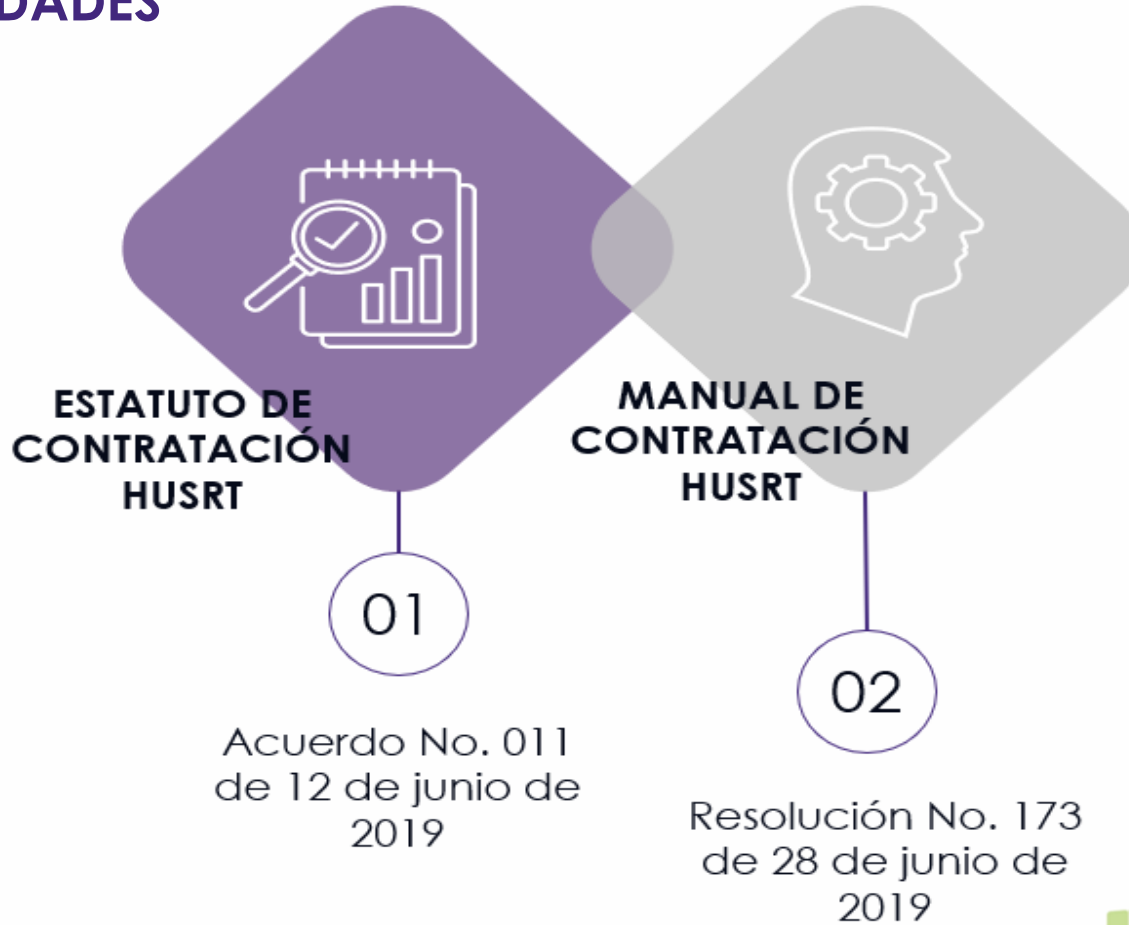 DADES
ESTATUTO DE
CONTRATACIÓN
HUSRT
01
Acuerdo No. 011
de 12 de junio de
2019
MANUAL DE
CONTRATACIÓN
HUSRT
02
Resolución No. 173
de 28 de junio de
2019